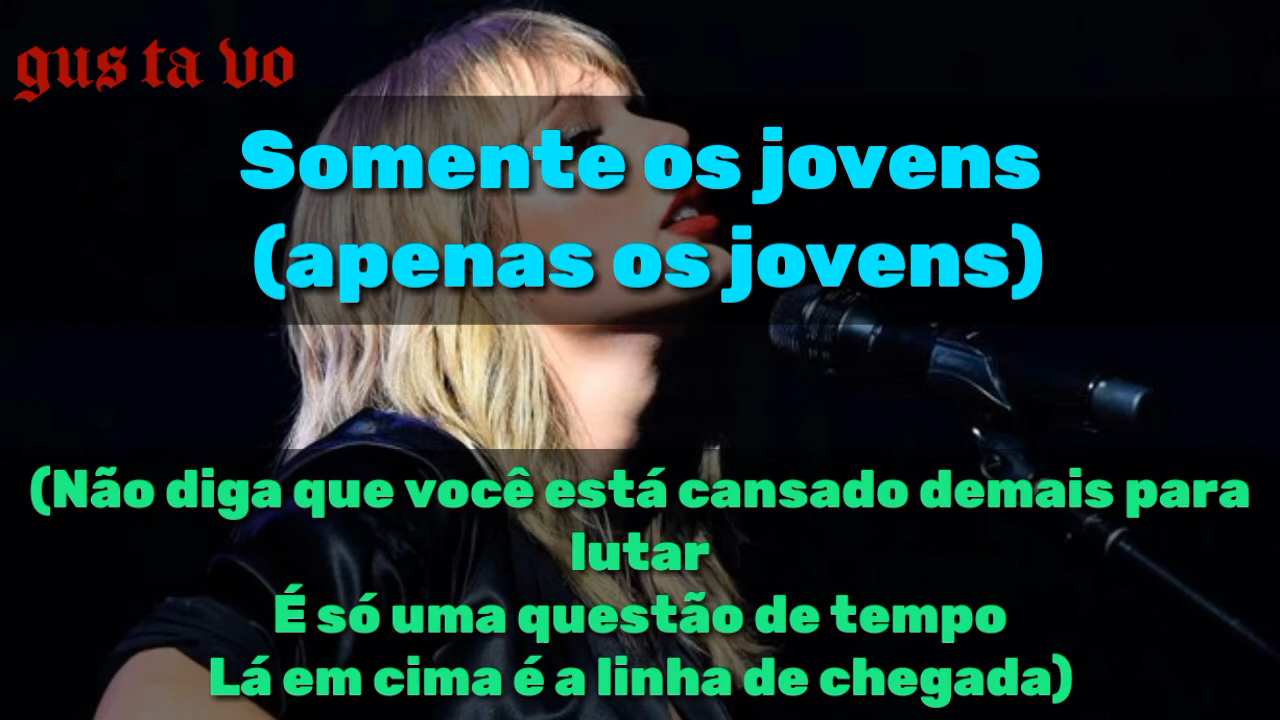 gus ta vo
Somente os jovens
(apenas os jovens)
(Não diga que você está cansado demais para
lutar
É só uma questão de tempo
Lá em cima é a linha de chegada)